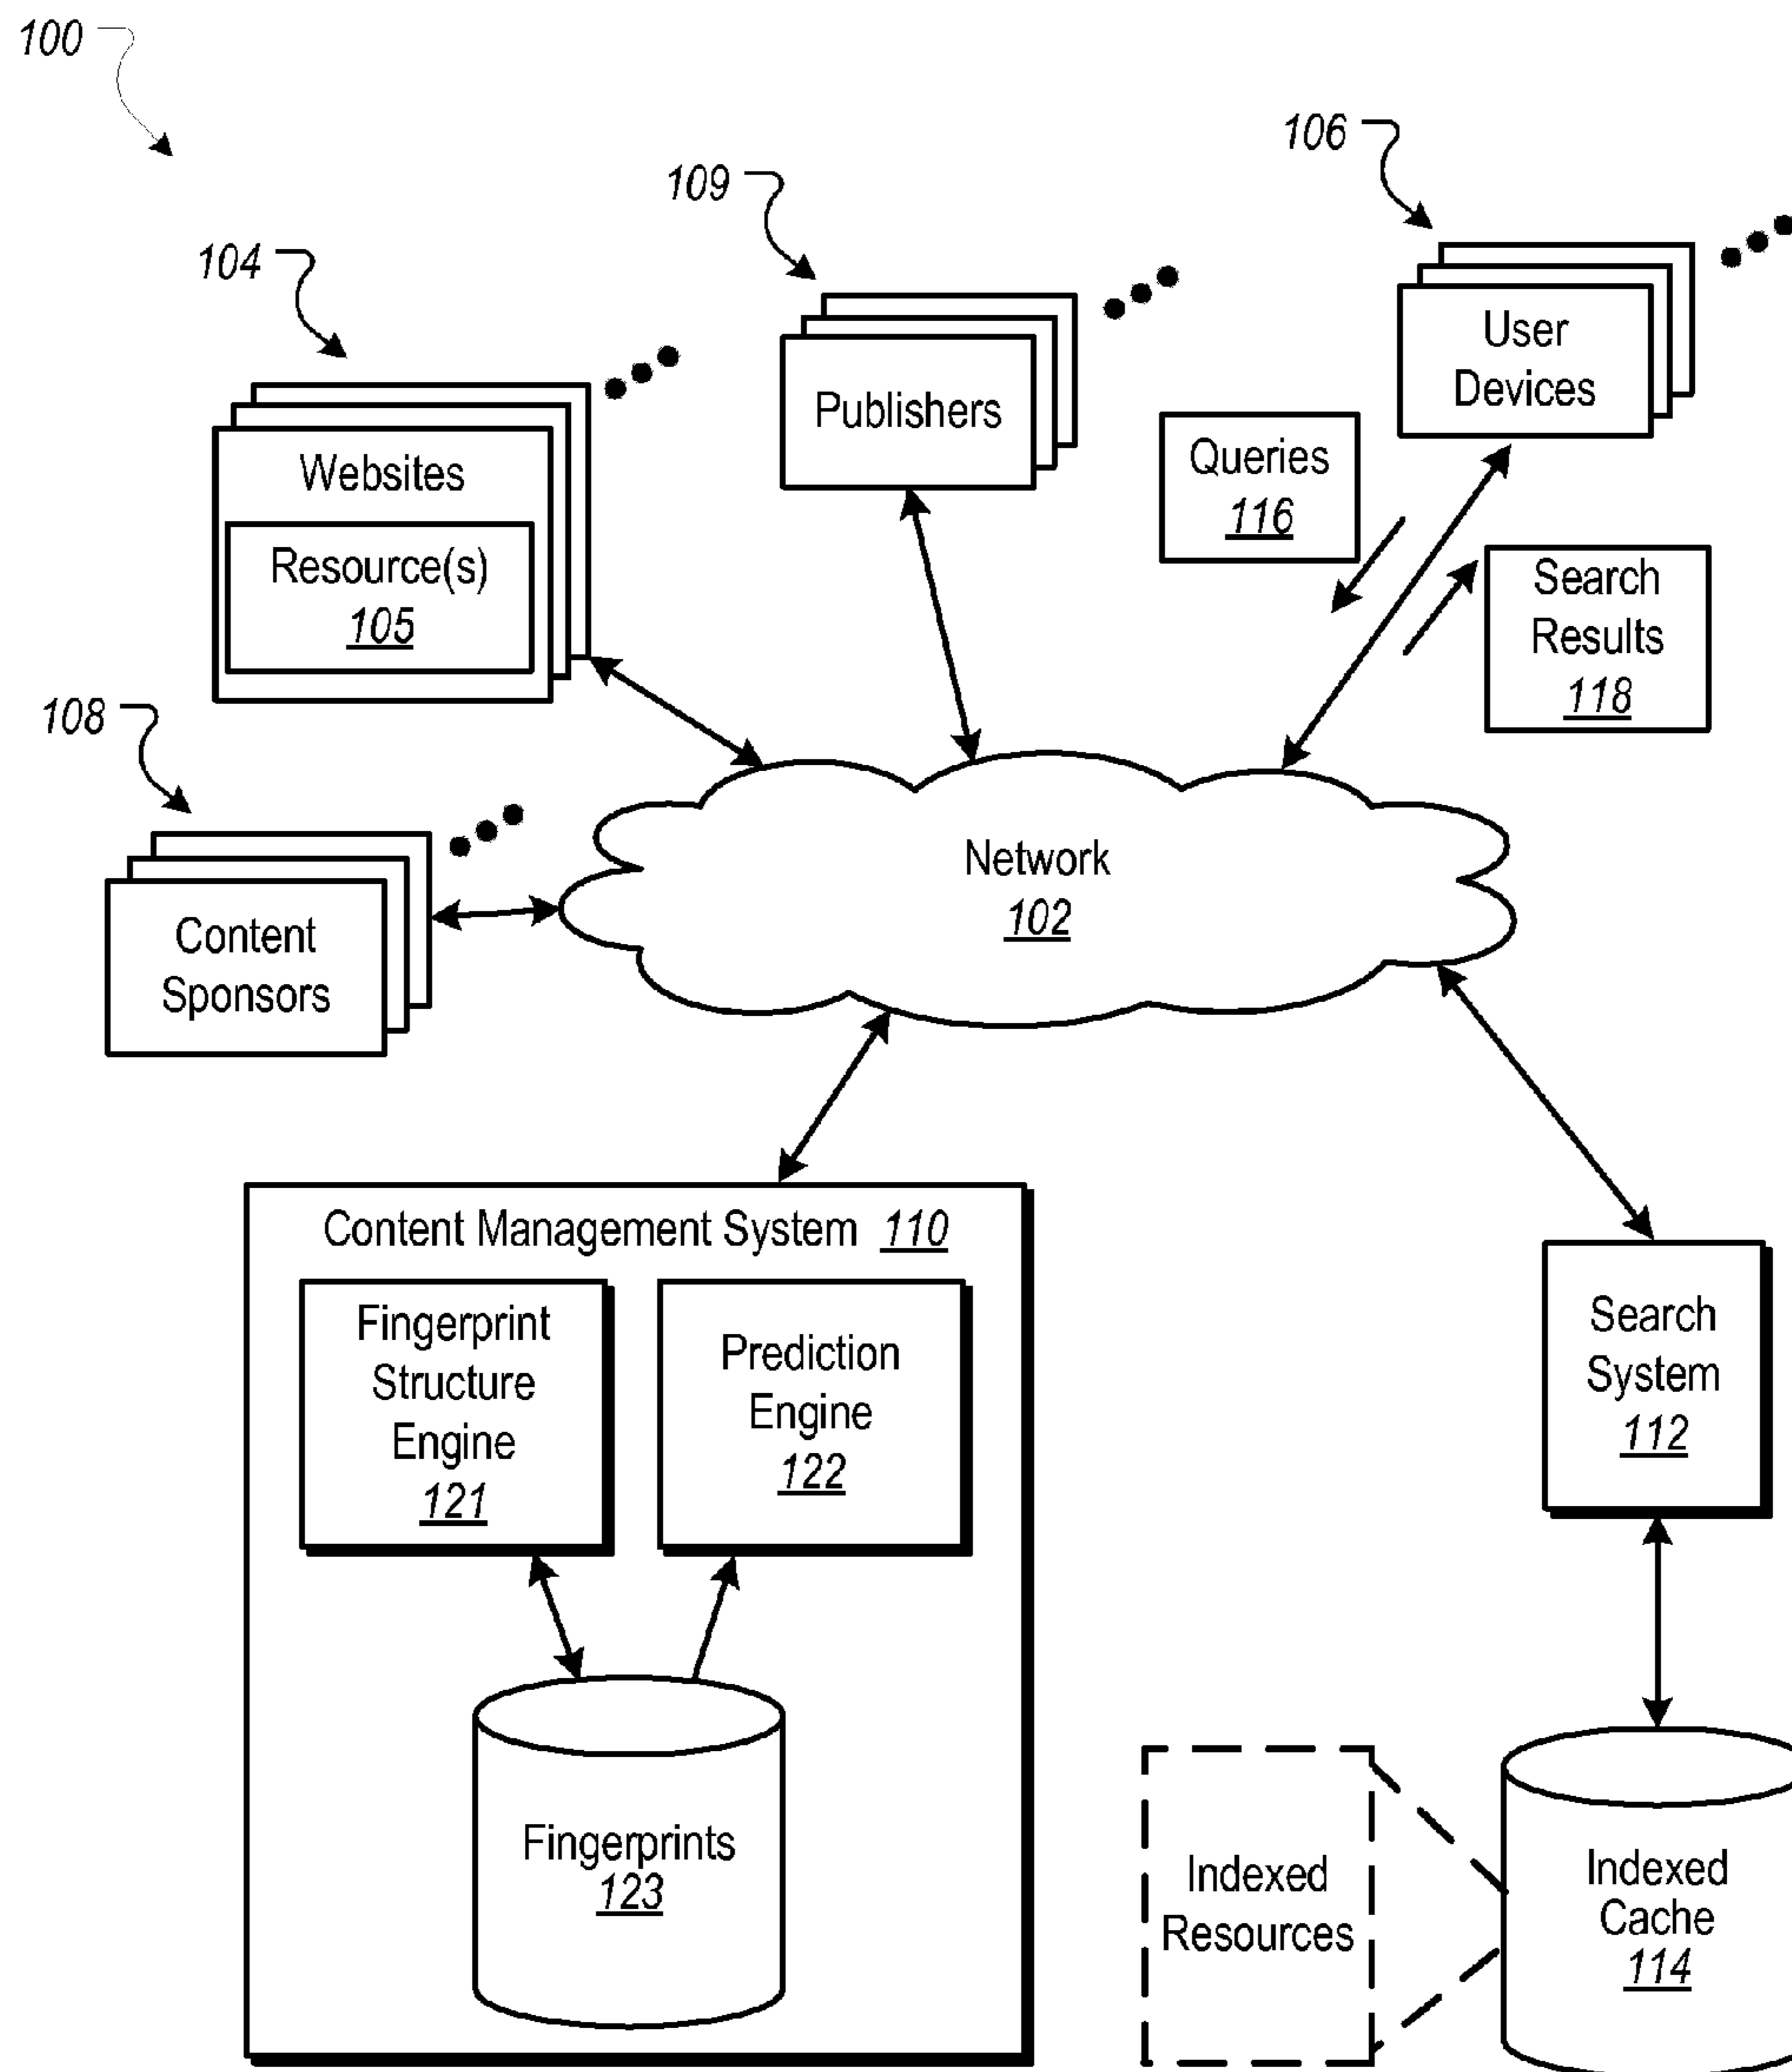 100
106
109
104
User
Devices
Publishers
Queries
116
Websites
Resource(s)
105
Search
Results
118
108
Network
102
Content
Sponsors
Content Management System 110
Fingerprint
Structure
Engine
121
Prediction
Engine
122
Search
System
112
Fingerprints
123
Indexed
Resources
Indexed
Cache
114